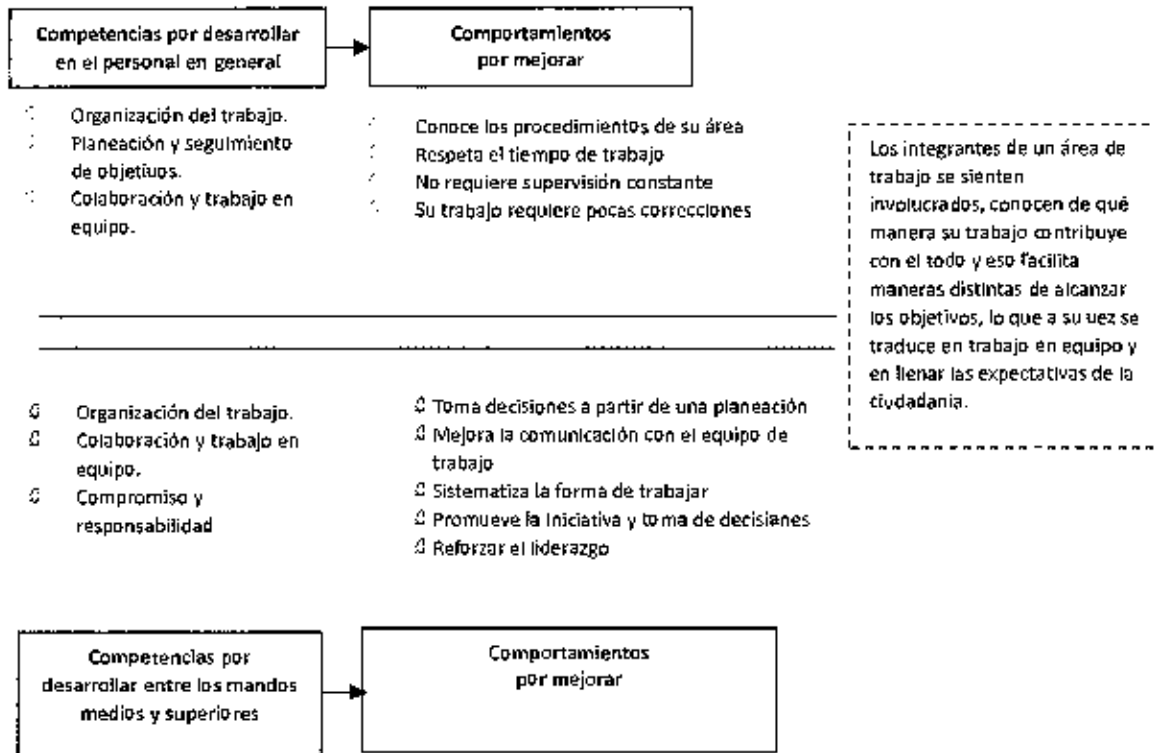 Competencias por desarrollar
en el personal en general
Comportamientos
por mejorar
Organización del trabajo.
Planeación y seguimiento
de objetivos.
Colaboración y trabajo en
equipo.
Conoce los procedimientos de su área
Respeta el tiempo de trabajo
No requiere supervisión constante
Su trabajo requiere pocas correcciones
Los integrantes de un área de
trabajo se sienten
involucrados, conocen de qué
manera su trabajo contribuye
con el todo y eso facilita
maneras distintas de alcanzar
los objetivos, lo que a su vez se
traduce en trabajo en equipo y
en llenar las expectativas de la
ciudadanía.
Organización del trabajo.
Colaboración y trabajo en
equipo.
Compromiso y
responsabilidad
Toma decisiones a partir de una planeación
Mejora la comunicación con el equipo de
trabajo
Sistematiza la forma de trabajar
Promueve la Iniciativa y toma de decisiones
Reforzar el liderazgo
Competencias por
desarrollar entre los mandos
medios y superiores
Comportamientos
por mejorar